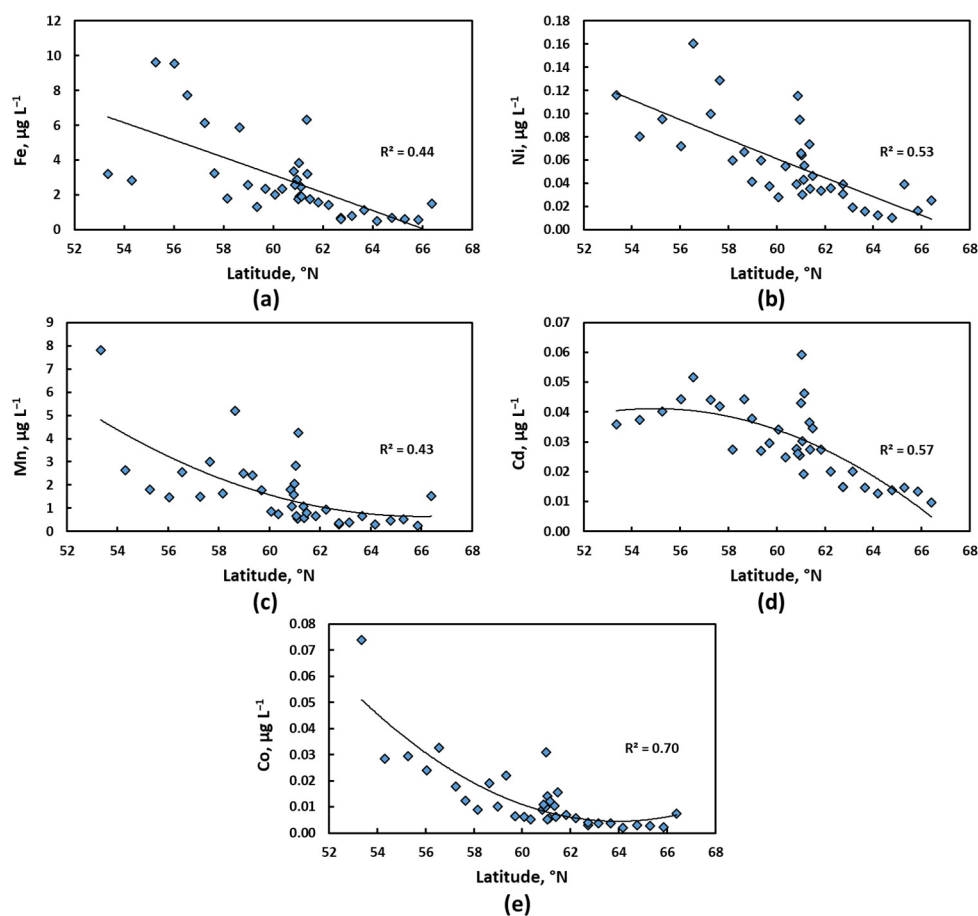 12
10
8
6
4
2
0
Fe, µg L⁻¹
R² = 0.44
52 54 56 58 60 62 64 66 68
Latitude, °N
(a)
0.18
0.16
0.14
0.12
0.10
0.08
0.06
0.04
0.02
0.00
Ni, µg L⁻¹
R² = 0.53
52 54 56 58 60 62 64 66 68
Latitude, °N
(b)
9
8
7
6
5
4
3
2
1
0
Mn, µg L⁻¹
R² = 0.43
52 54 56 58 60 62 64 66 68
Latitude, °N
(c)
0.07
0.06
0.05
0.04
0.03
0.02
0.01
0.00
Cd, µg L⁻¹
R² = 0.57
52 54 56 58 60 62 64 66 68
Latitude, °N
(d)
0.08
0.07
0.06
0.05
0.04
0.03
0.02
0.01
0.00
Co, µg L⁻¹
R² = 0.70
52 54 56 58 60 62 64 66 68
Latitude, °N
(e)